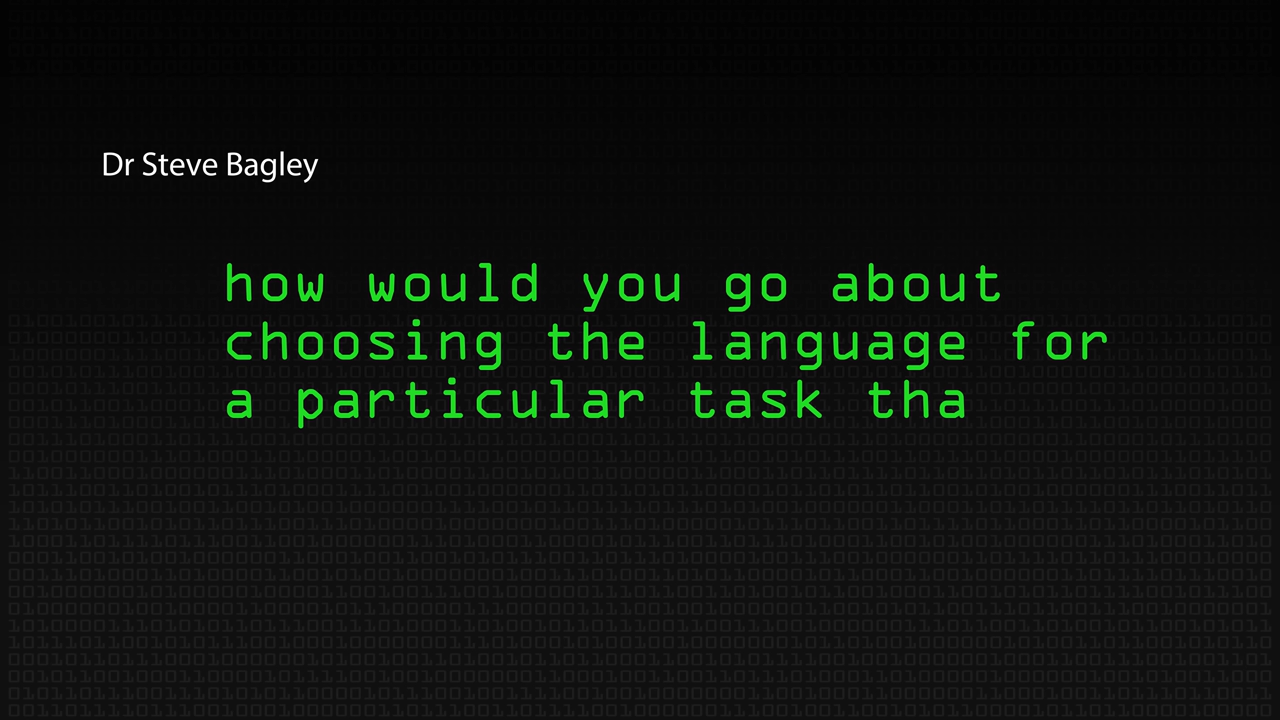 Dr Steve Bagley
how would you go about
choosing the language for
a particular task tha